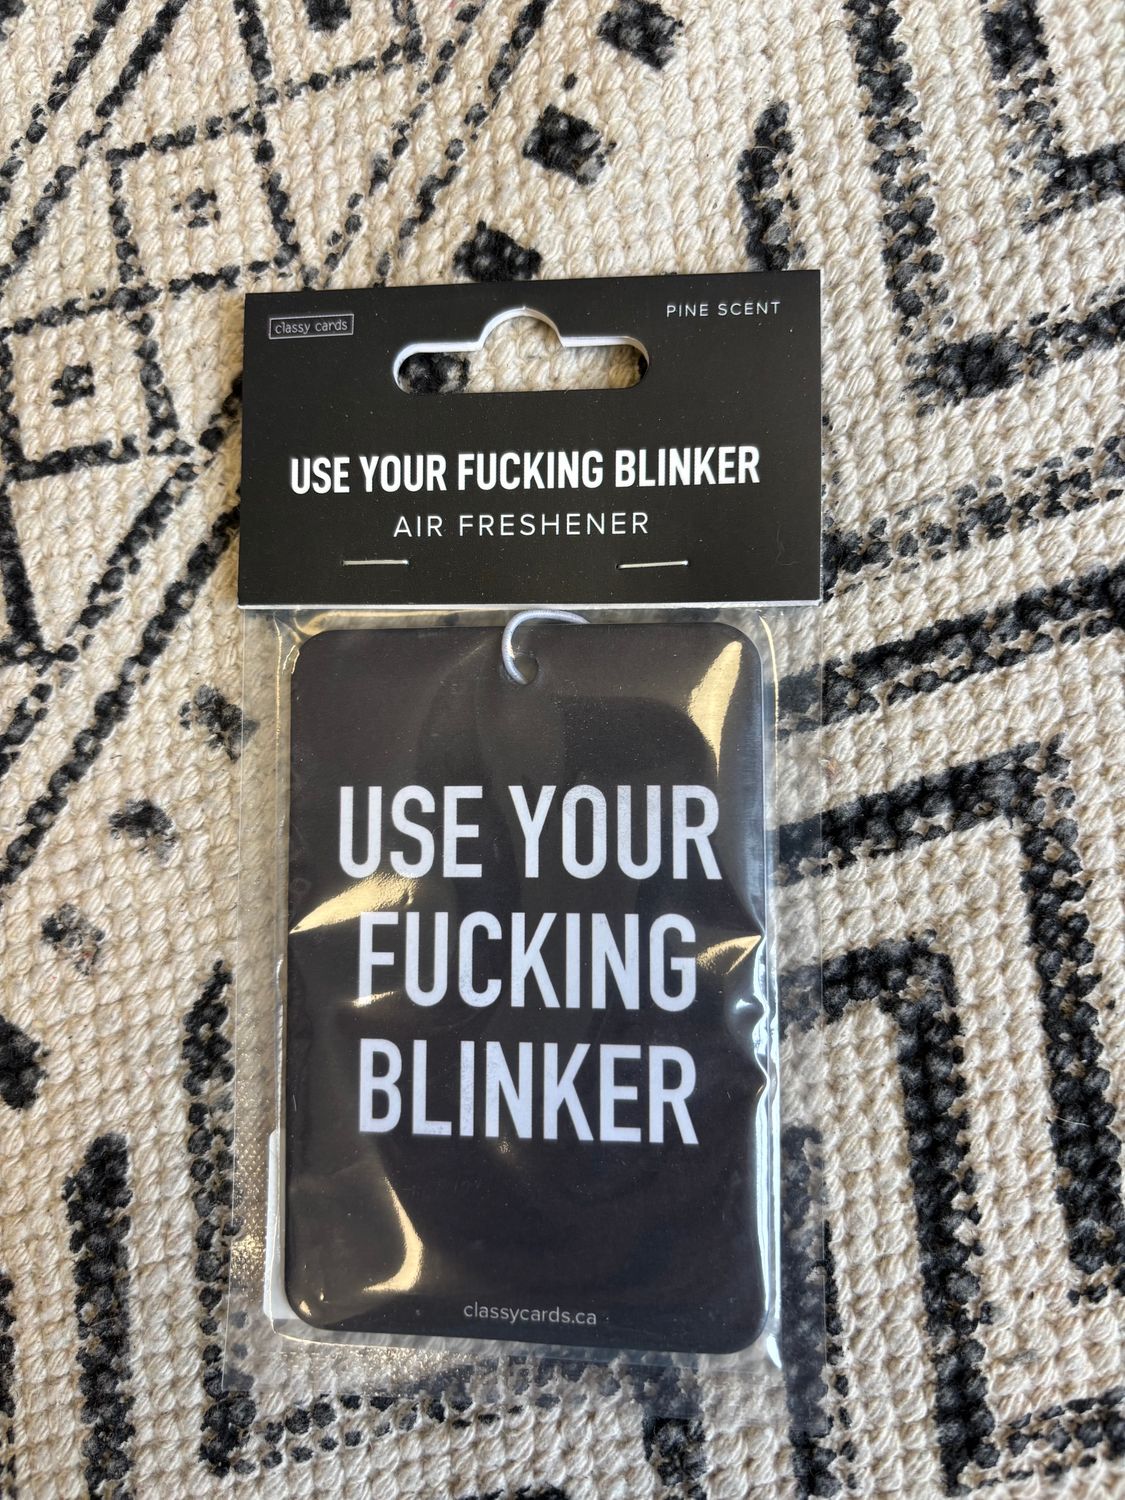 classy cards
PINE SCENT
USE YOUR FUCKING BLINKER
AIR FRESHENER
USE YOUR
FUCKING
BLINKER
classycards.ca